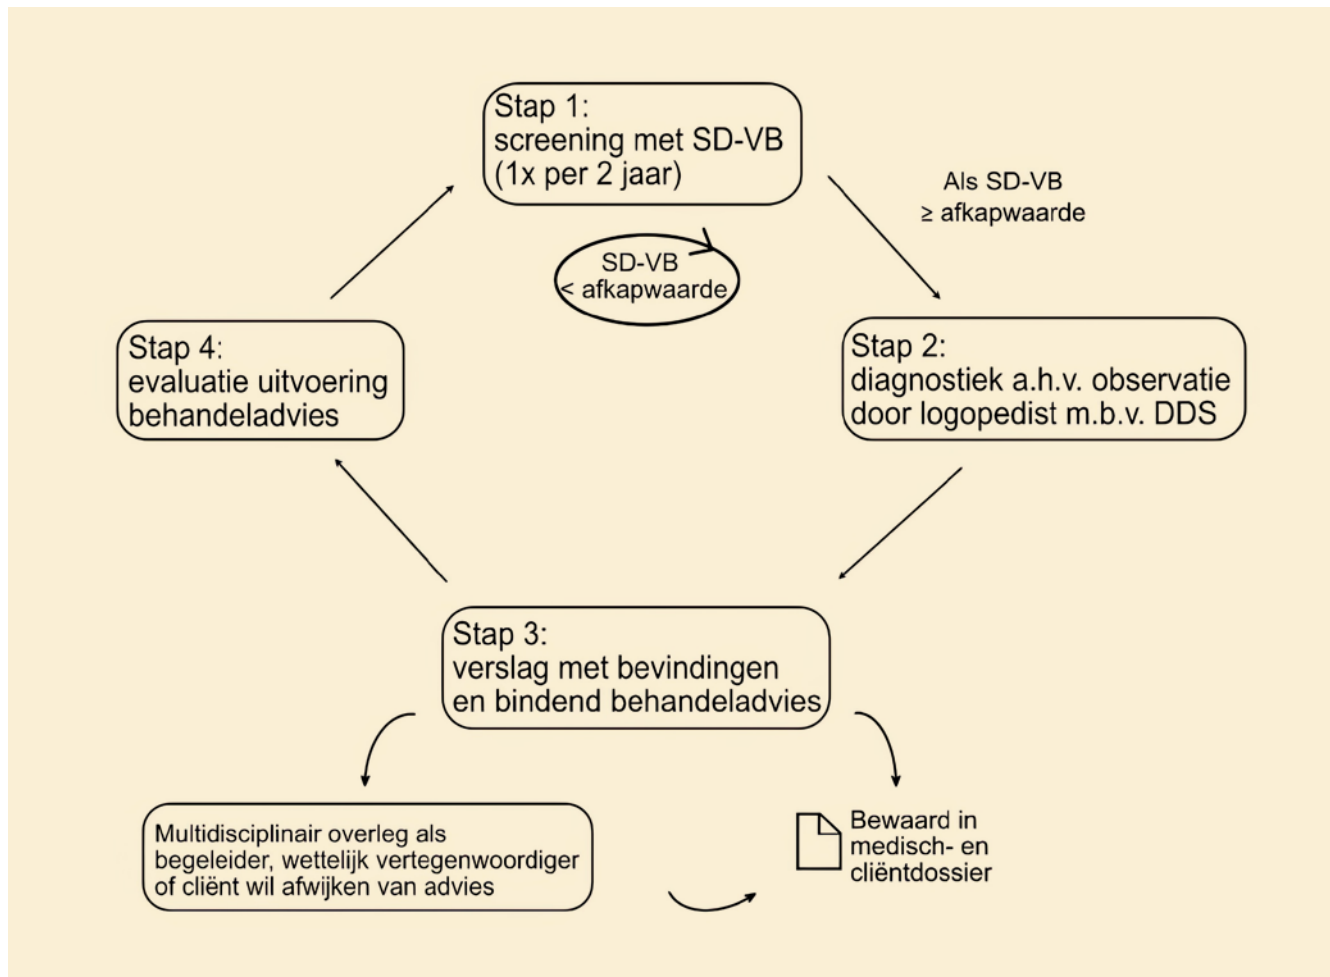 Stap 1:
screening met SD-VB
(1x per 2 jaar)
Als SD-VB
≥ afkapwaarde
SD-VB
< afkapwaarde
Stap 2:
diagnostiek a.h.v. observatie
door logopedist m.b.v. DDS
Stap 3:
verslag met bevindingen
en bindend behandeladvies
Stap 4:
evaluatie uitvoering
behandeladvies
Multidisciplinair overleg als
begeleider, wettelijk vertegenwoordiger
of cliënt wil afwijken van advies
Bewaard in
medisch- en
cliëntdossier